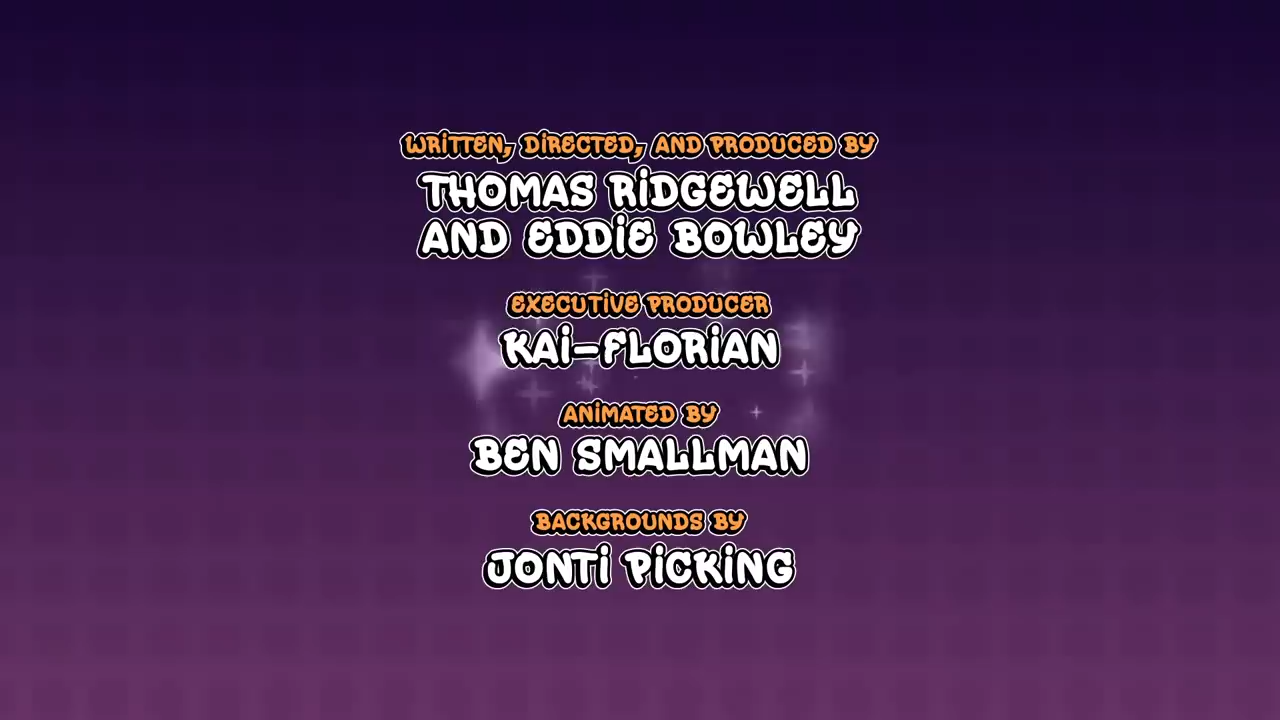 WRITTEN, DIRECTED, AND PRODUCED BY
THOMAS RIDGEWELL
AND EDDIE BOWLEY
EXECUTIVE PRODUCER
KAI-FLORIAN
ANIMATED BY
BEN SMALLMAN
BACKGROUNDS BY
JONTI PICKING